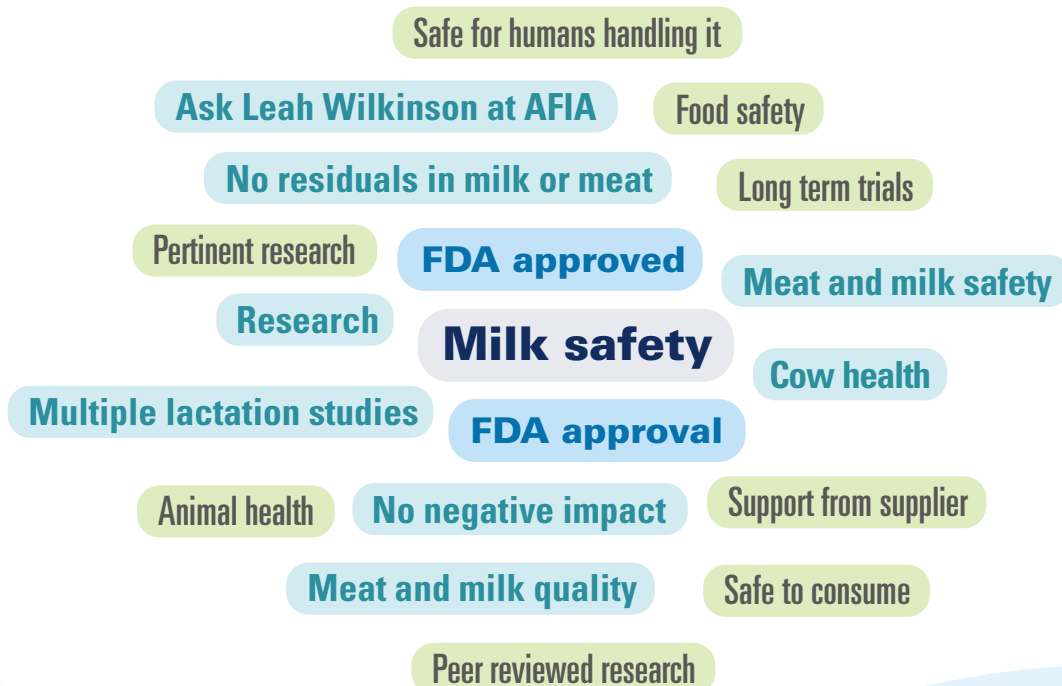 Safe for humans handling it
Ask Leah Wilkinson at AFIA
Food safety
No residuals in milk or meat
Long term trials
Pertinent research
FDA approved
Meat and milk safety
Research
Milk safety
Cow health
Multiple lactation studies
FDA approval
Animal health
No negative impact
Support from supplier
Meat and milk quality
Safe to consume
Peer reviewed research